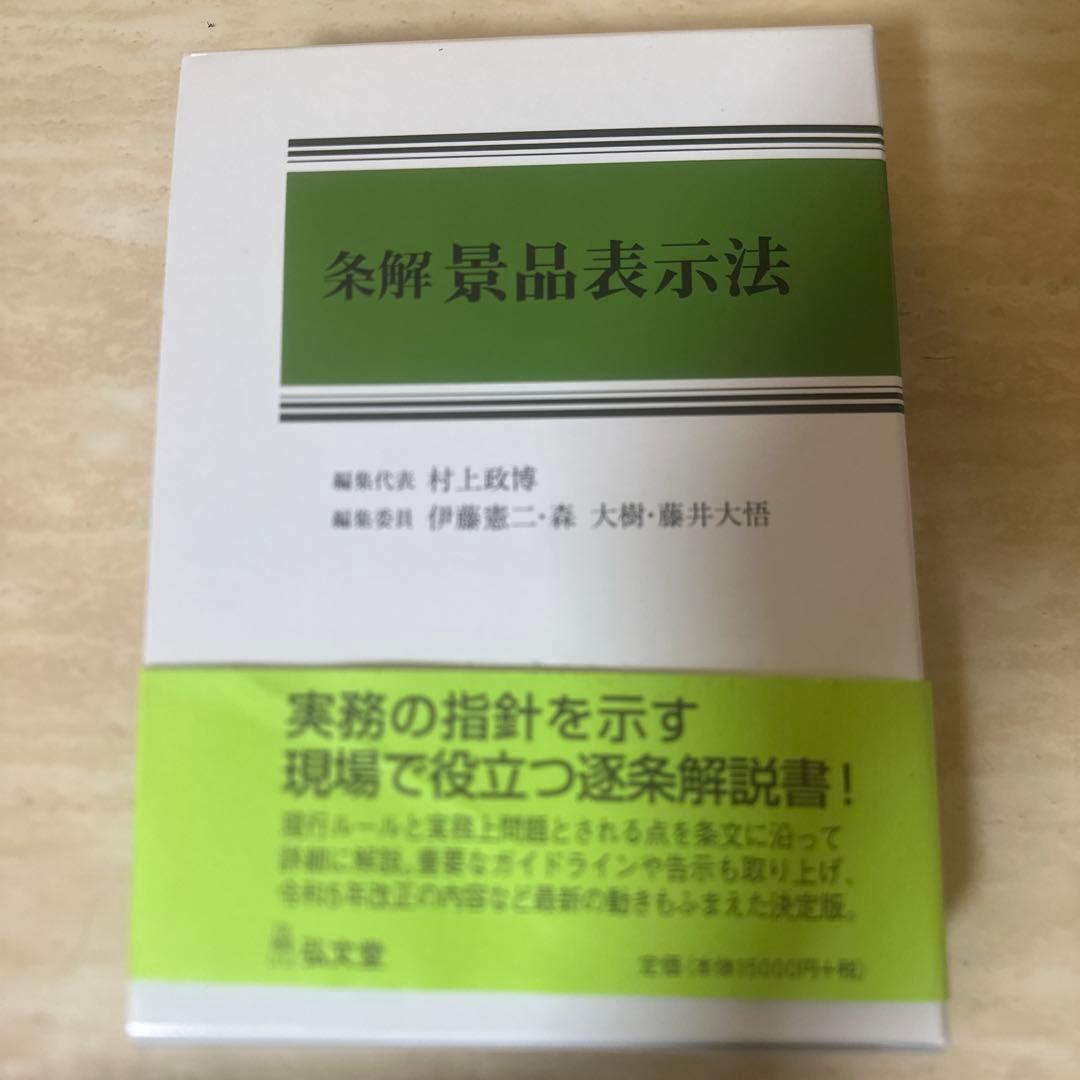 条解 景品表示法
編集代表 村上政博
編集委員 伊藤憲二・森 大樹・藤井大悟
実務の指針を示す
現場で役立つ逐条解説書!
現行ルールと実務上問題とされる点を条文に沿って
詳細に解説。重要なガイドラインや告示も取り上げ、
令和5年改正の内容など最新の動きもふまえた決定版。
弘文堂 定価(本体15000円+税)